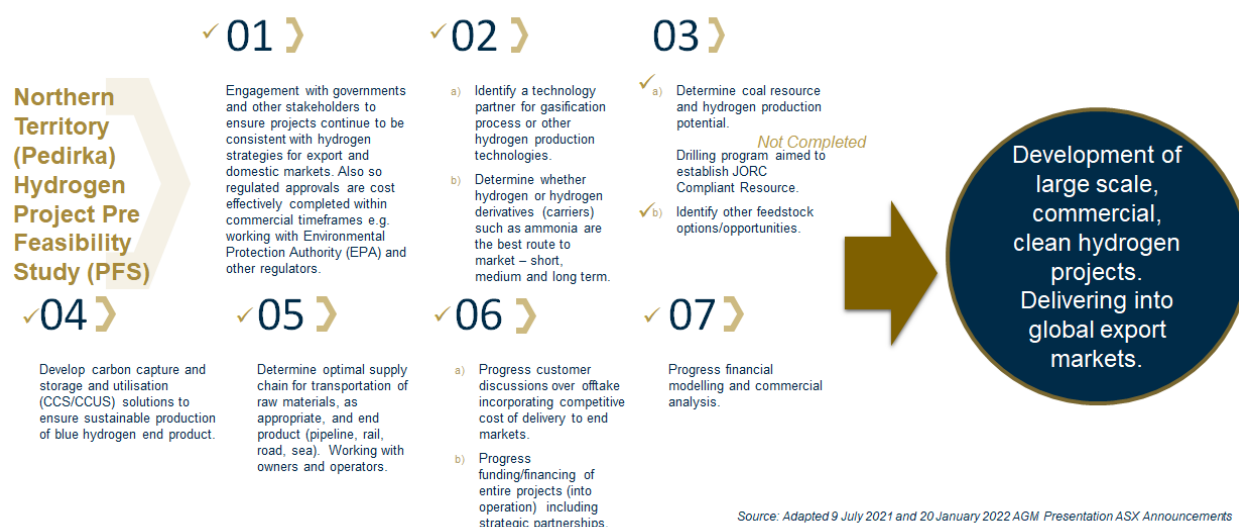 Northern
Territory
(Pedirka)
Hydrogen
Project Pre
Feasibility
Study (PFS)
✓ 01
Engagement with governments
and other stakeholders to
ensure projects continue to be
consistent with hydrogen
strategies for export and
domestic markets. Also so
regulated approvals are cost
effectively completed within
commercial timeframes e.g.
working with Environmental
Protection Authority (EPA) and
other regulators.
✓ 02
a) Identify a technology
partner for gasification
process or other
hydrogen production
technologies.
b) Determine whether
hydrogen or hydrogen
derivatives (carriers)
such as ammonia are
the best route to
market – short,
medium and long term.
03
✓ a) Determine coal resource
and hydrogen production
potential.
Not Completed
Drilling program aimed to
establish JORC
Compliant Resource.
✓ b) Identify other feedstock
options/opportunities.
✓ 04
Develop carbon capture and
storage and utilisation
(CCS/CCUS) solutions to
ensure sustainable production
of blue hydrogen end product.
✓ 05
Determine optimal supply
chain for transportation of
raw materials, as
appropriate, and end
product (pipeline, rail,
road, sea). Working with
owners and operators.
✓ 06
a) Progress customer
discussions over offtake
incorporating competitive
cost of delivery to end
markets.
b) Progress
funding/financing of
entire projects (into
operation) including
strategic partnerships.
✓ 07
Progress financial
modelling and commercial
analysis.
Development of
large scale,
commercial,
clean hydrogen
projects.
Delivering into
global export
markets.
Source: Adapted 9 July 2021 and 20 January 2022 AGM Presentation ASX Announcements